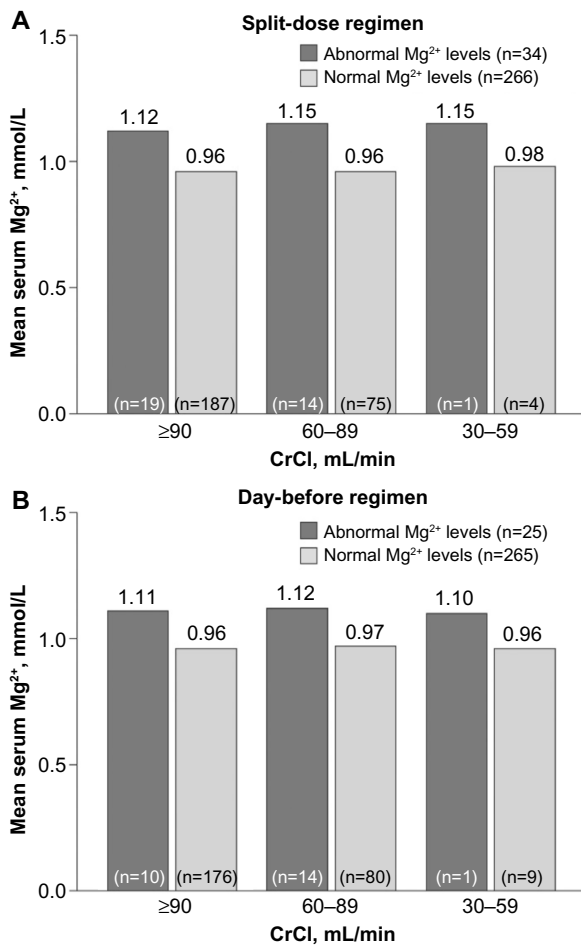 A
Split-dose regimen
Abnormal Mg²⁺ levels (n=34)
Normal Mg²⁺ levels (n=266)
Mean serum Mg²⁺, mmol/L
1.5
1.0
0.5
0.0
1.12
0.96
1.15
0.96
1.15
0.98
(n=19)
(n=187)
(n=14)
(n=75)
(n=1)
(n=4)
≥90
60–89
30–59
CrCl, mL/min
B
Day-before regimen
Abnormal Mg²⁺ levels (n=25)
Normal Mg²⁺ levels (n=265)
Mean serum Mg²⁺, mmol/L
1.5
1.0
0.5
0.0
1.11
0.96
1.12
0.97
1.10
0.96
(n=10)
(n=176)
(n=14)
(n=80)
(n=1)
(n=9)
≥90
60–89
30–59
CrCl, mL/min